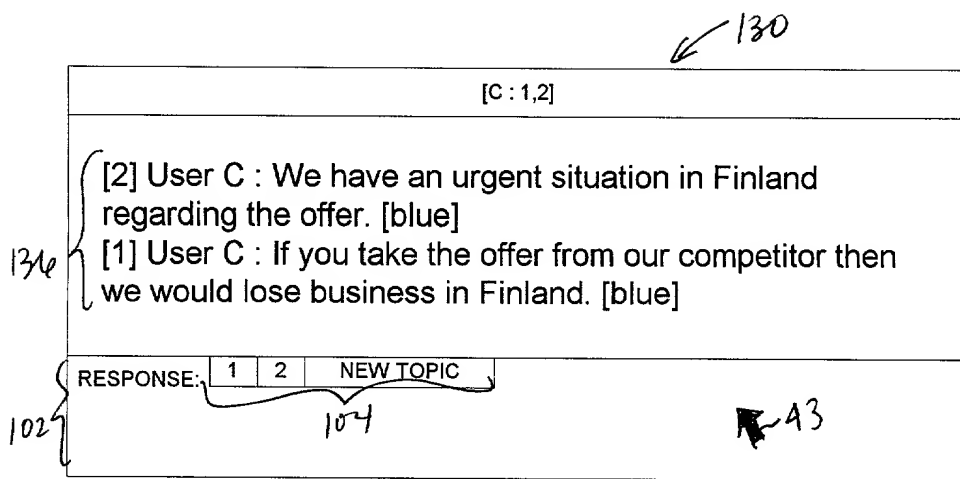 130
[C : 1,2]
[2] User C : We have an urgent situation in Finland
regarding the offer. [blue]
136
[1] User C : If you take the offer from our competitor then
we would lose business in Finland. [blue]
RESPONSE: 1 2 NEW TOPIC
102
104
43